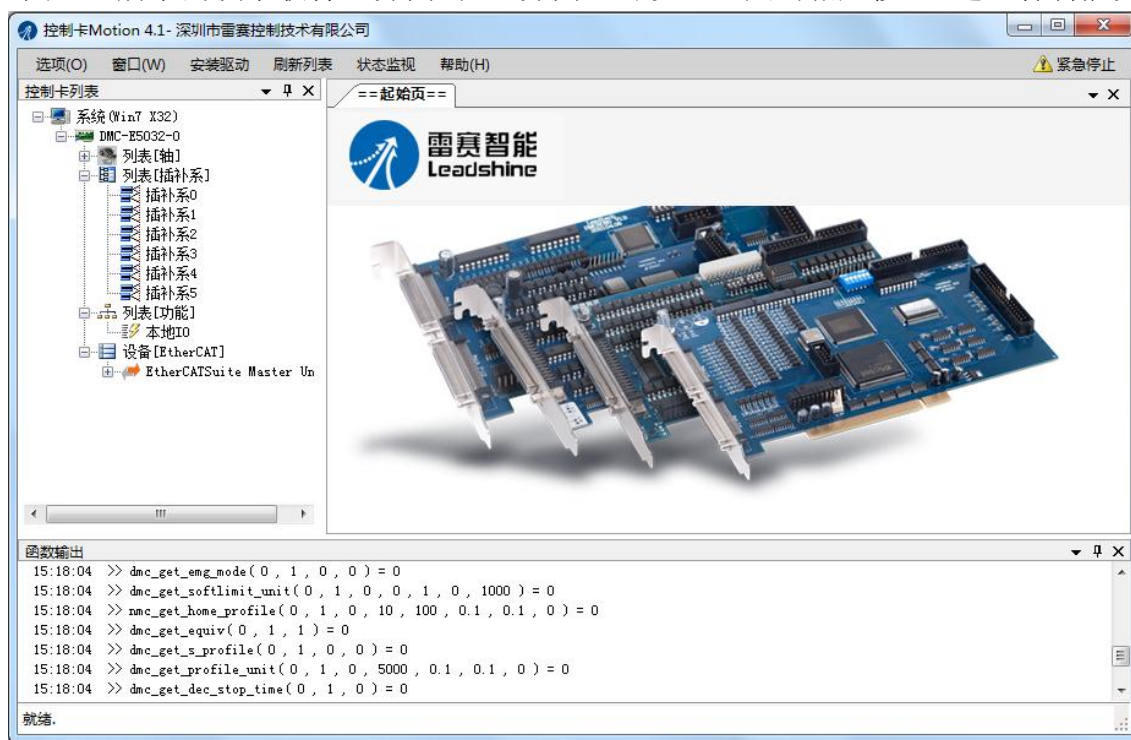 控制卡Motion 4.1- 深圳市雷赛控制技术有限公司
选项(O) 窗口(W) 安装驱动 刷新列表 状态监视 帮助(H) 紧急停止
控制卡列表
==起始页==
系统(Win7 X32)
DMC-E5032-0
列表[轴]
列表[插补系]
插补系0
插补系1
插补系2
插补系3
插补系4
插补系5
列表[功能]
本地IO
设备[EtherCAT]
EtherCATSuite Master Un
雷赛智能
Leadshine
函数输出
15:18:04 >> dmc_get_emg_mode( 0 , 1 , 0 , 0 ) = 0
15:18:04 >> dmc_get_softlimit_unit( 0 , 1 , 0 , 0 , 1 , 0 , 1000 ) = 0
15:18:04 >> nmc_get_home_profile( 0 , 1 , 0 , 10 , 100 , 0.1 , 0.1 , 0 ) = 0
15:18:04 >> dmc_get_equiv( 0 , 1 , 1 ) = 0
15:18:04 >> dmc_get_s_profile( 0 , 1 , 0 , 0 ) = 0
15:18:04 >> dmc_get_profile_unit( 0 , 1 , 0 , 5000 , 0.1 , 0.1 , 0 ) = 0
15:18:04 >> dmc_get_dec_stop_time( 0 , 1 , 0 ) = 0
就绪.